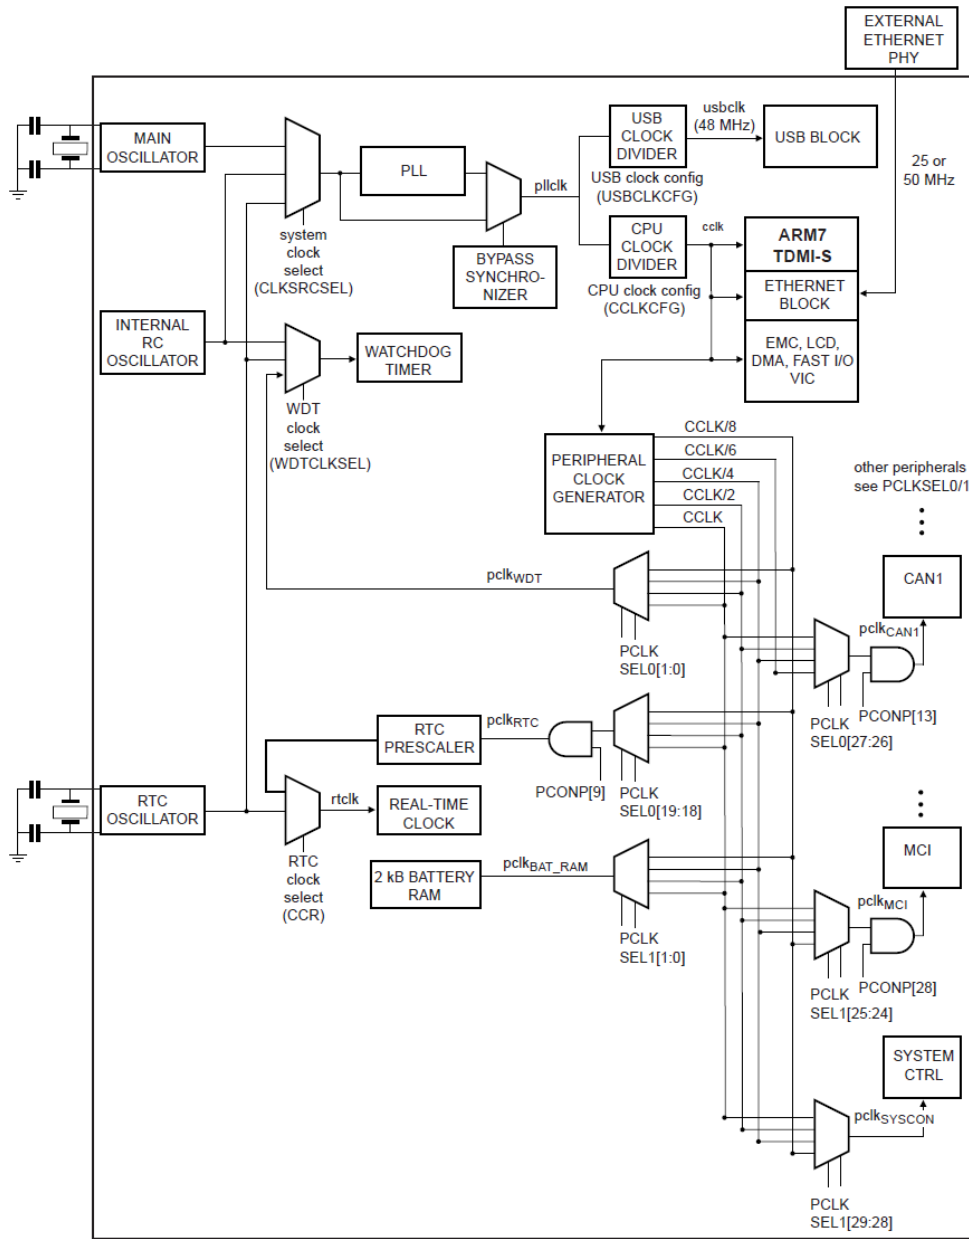 EXTERNAL
ETHERNET
PHY
MAIN
OSCILLATOR
system
clock
select
(CLKSRCSEL)
PLL
BYPASS
SYNCHRO-
NIZER
pllclk
USB
CLOCK
DIVIDER
USB clock config
(USBCLKCFG)
usbclk
(48 MHz)
USB BLOCK
25 or
50 MHz
CPU
CLOCK
DIVIDER
CPU clock config
(CCLKCFG)
cclk
ARM7
TDMI-S
ETHERNET
BLOCK
EMC, LCD,
DMA, FAST I/O
VIC
INTERNAL
RC
OSCILLATOR
WATCHDOG
TIMER
WDT
clock
select
(WDTCLKSEL)
PERIPHERAL
CLOCK
GENERATOR
CCLK/8
CCLK/6
CCLK/4
CCLK/2
CCLK
other peripherals
see PCLKSEL0/1
pclkWDT
PCLK
SEL0[1:0]
CAN1
pclkCAN1
PCONP[13]
PCLK
SEL0[27:26]
RTC
PRESCALER
pclkRTC
PCONP[9]
PCLK
SEL0[19:18]
RTC
OSCILLATOR
rtclk
REAL-TIME
CLOCK
RTC
clock
select
(CCR)
2 kB BATTERY
RAM
pclkBAT_RAM
PCLK
SEL1[1:0]
MCI
pclkMCI
PCONP[28]
PCLK
SEL1[25:24]
SYSTEM
CTRL
pclkSYSCON
PCLK
SEL1[29:28]